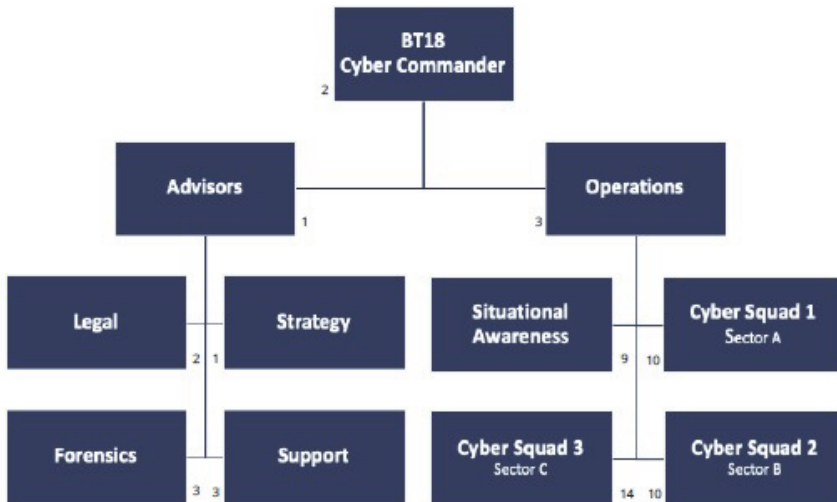 BT18
Cyber Commander
2
Advisors
Operations
1
3
Legal
Strategy
Situational
Awareness
Cyber Squad 1
Sector A
2
1
9
10
Forensics
Support
Cyber Squad 3
Sector C
Cyber Squad 2
Sector B
3
3
14
10